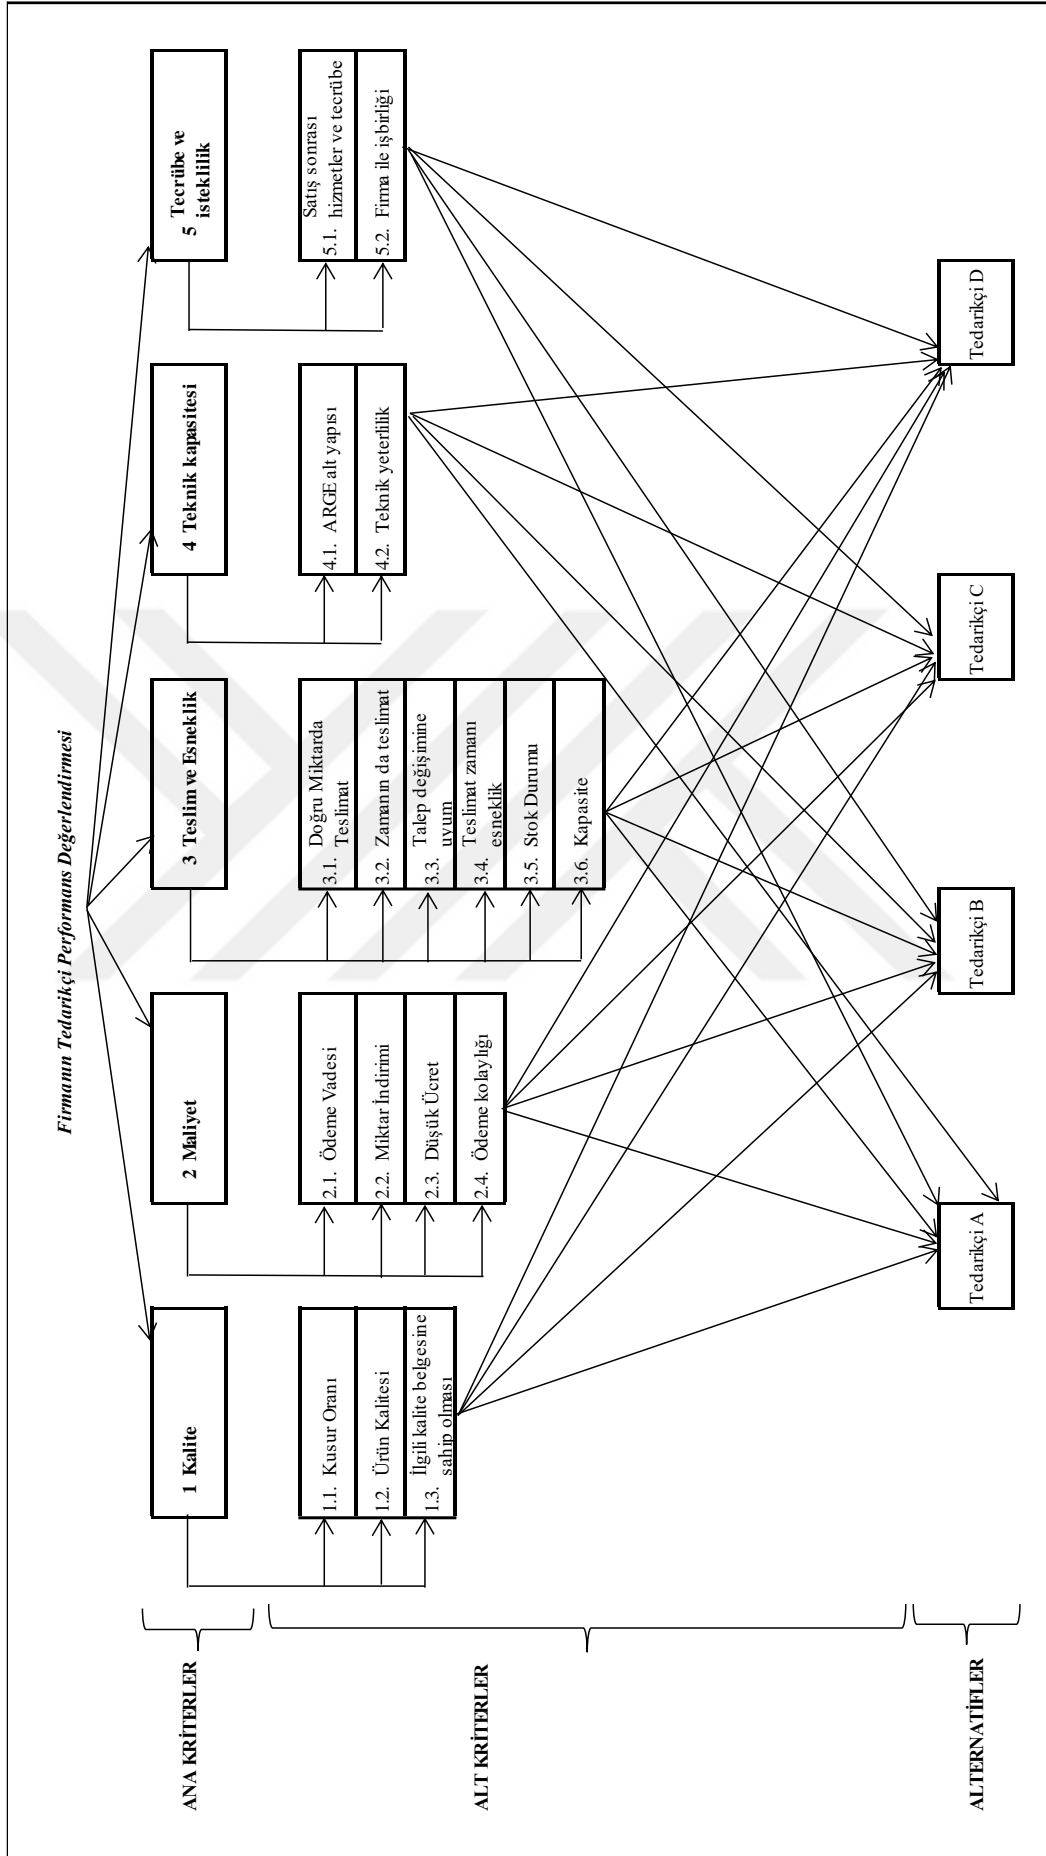 Firmanın Tedarikçi Performans Değerlendirmesi
ANA KRİTERLER
1 Kalite
2 Maliyet
3 Teslim ve Esneklik
4 Teknik kapasitesi
5 Tecrübe ve
isteklilik
ALT KRİTERLER
1.1. Kusur Oranı
1.2. Ürün Kalitesi
1.3. İlgili kalite belgesine
sahip olması
2.1. Ödeme Vadesi
2.2. Miktar İndirimi
2.3. Düşük Ücret
2.4. Ödeme kolaylığı
3.1. Doğru Miktarda
Teslimat
3.2. Zamanın da teslimat
3.3. Talep değişimine
uyum
3.4. Teslimat zamanı
esneklik
3.5. Stok Durumu
3.6. Kapasite
4.1. ARGE alt yapısı
4.2. Teknik yeterlilik
5.1. Satış sonrası
hizmetler ve tecrübe
5.2. Firma ile işbirliği
ALTERNATİFLER
Tedarikçi A
Tedarikçi B
Tedarikçi C
Tedarikçi D